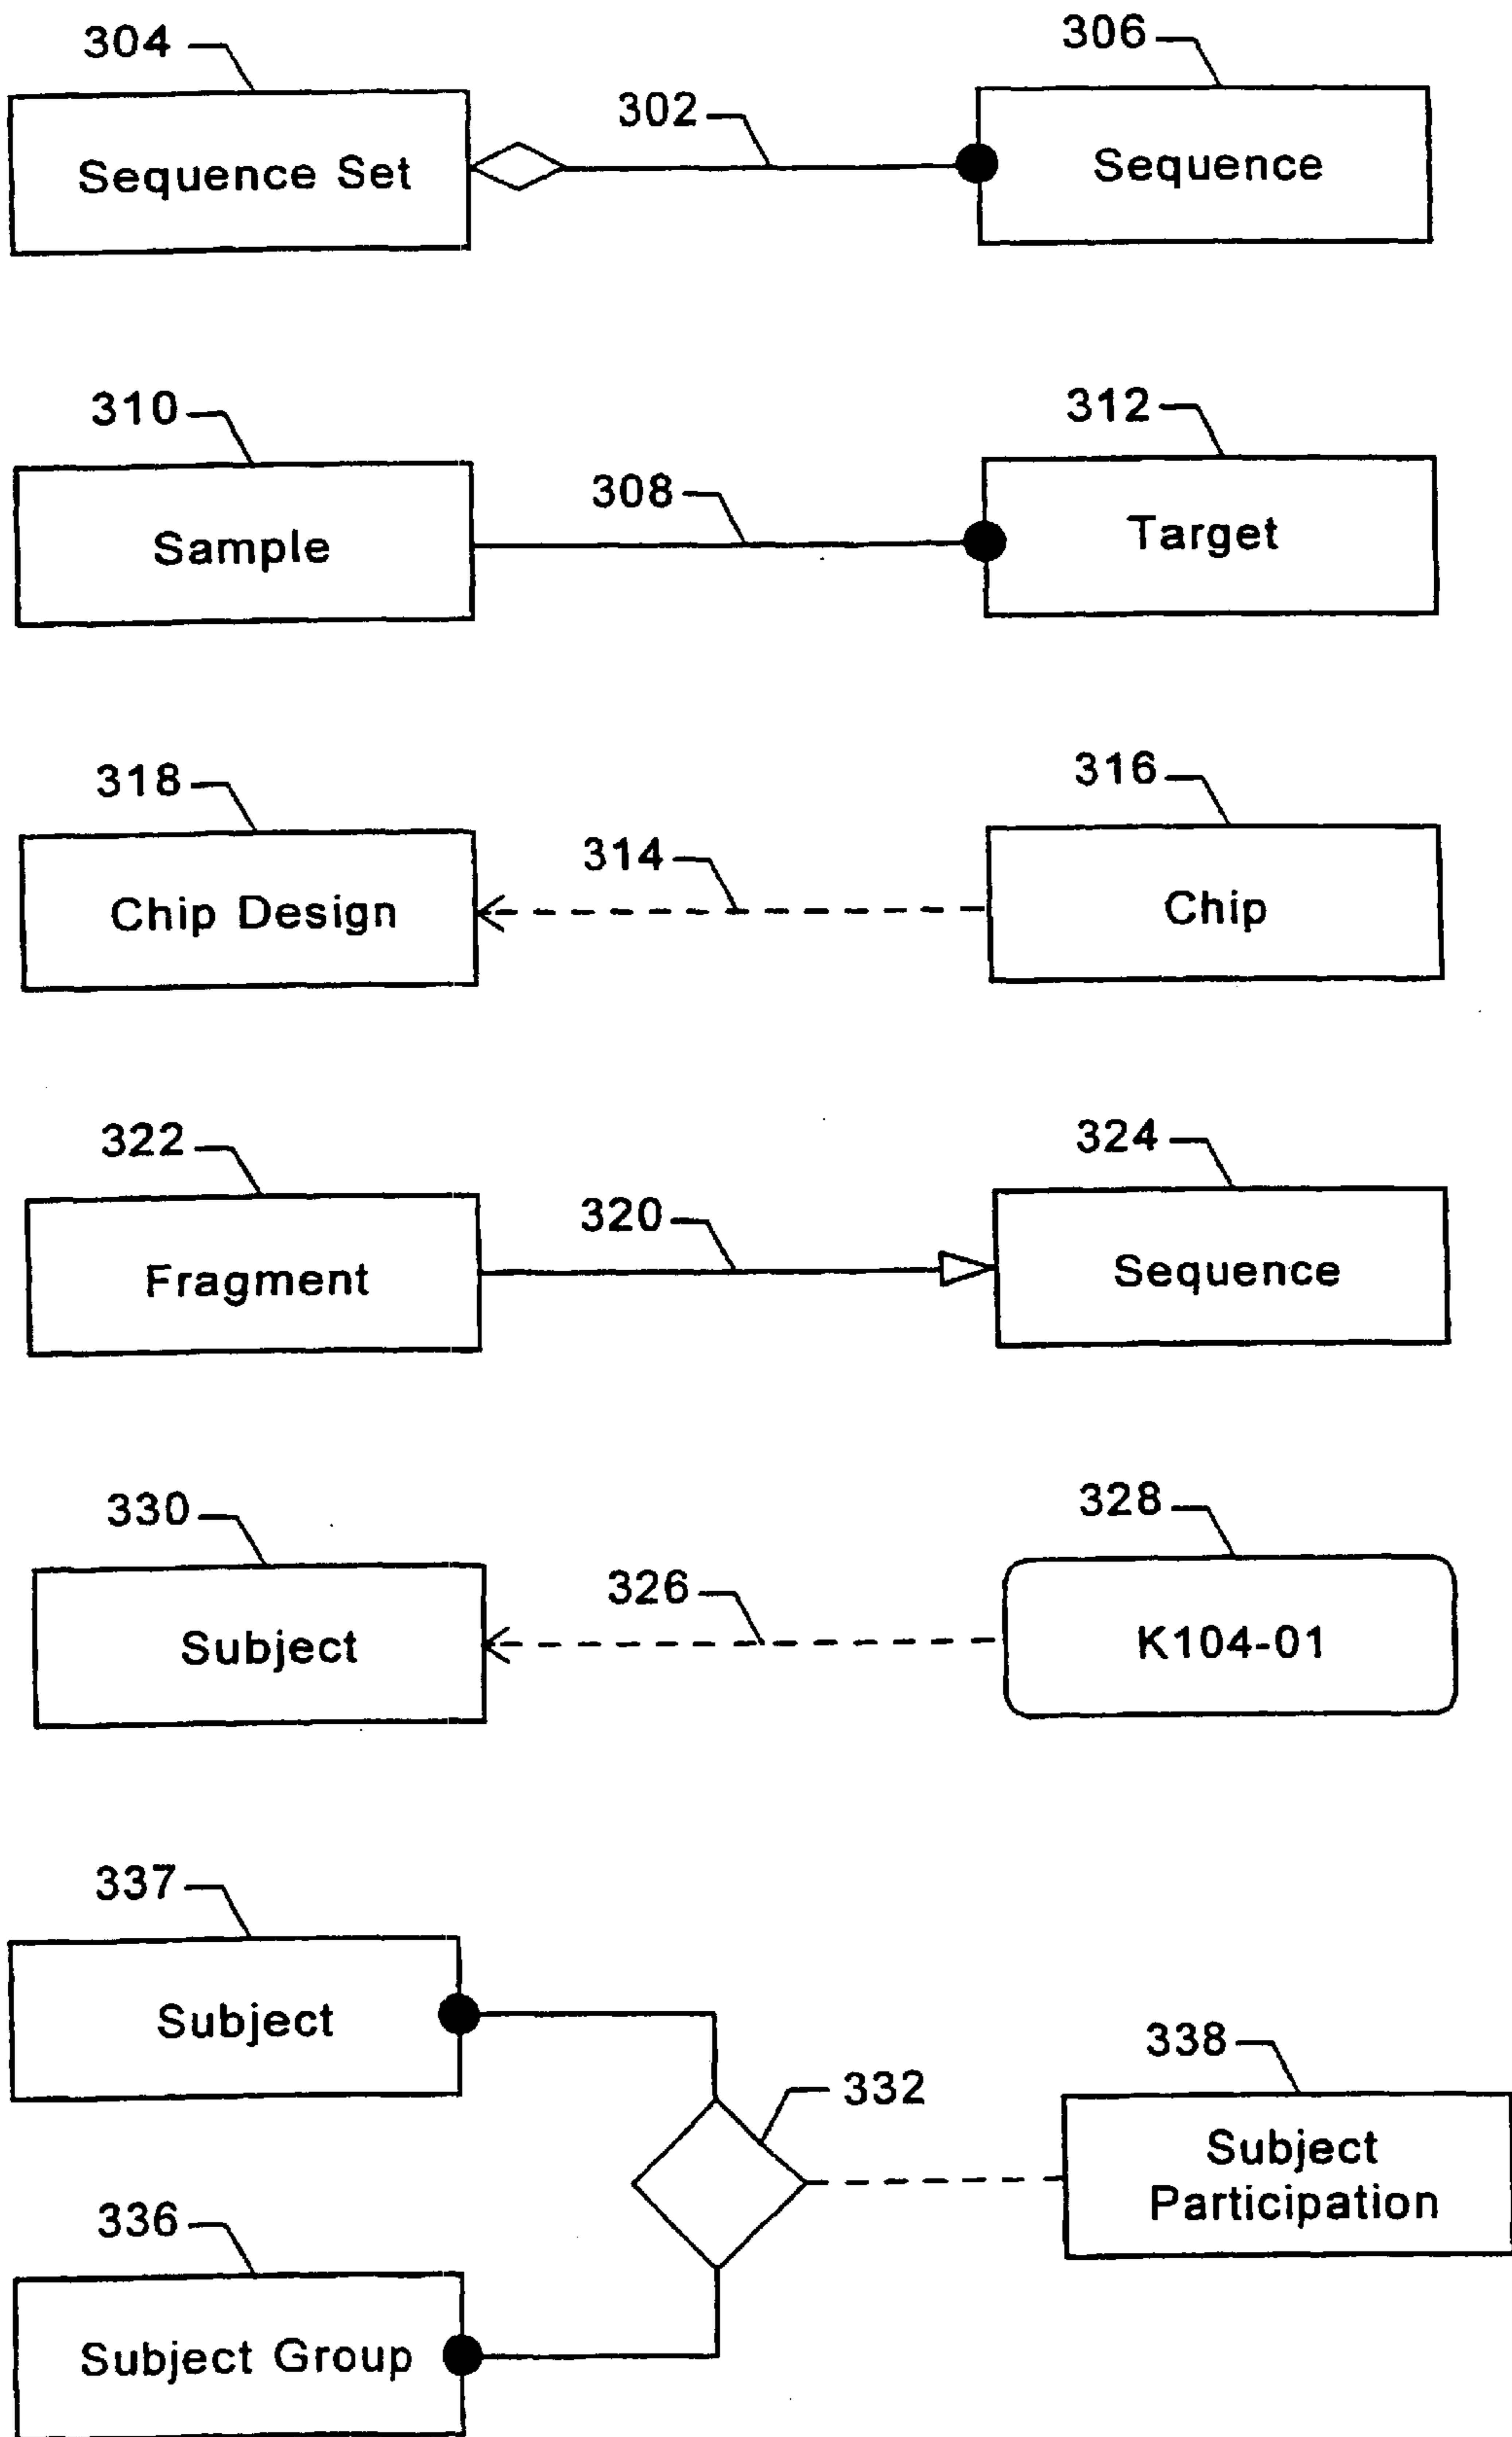 304
306
302
Sequence Set
Sequence
310
312
308
Sample
Target
318
316
314
Chip Design
Chip
322
324
320
Fragment
Sequence
330
328
326
Subject
K104-01
337
Subject
338
332
Subject
Participation
336
Subject Group